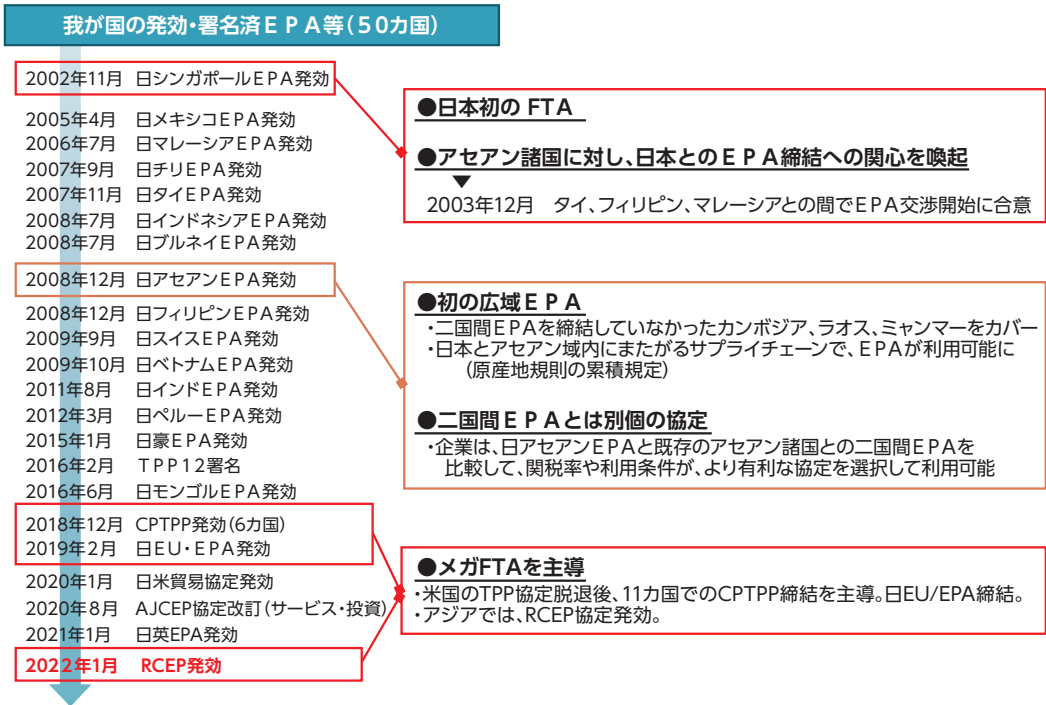 我が国の発効・署名済EPA等(50カ国)
2002年11月 日シンガポールEPA発効
2005年4月 日メキシコEPA発効
2006年7月 日マレーシアEPA発効
2007年9月 日チリEPA発効
2007年11月 日タイEPA発効
2008年7月 日インドネシアEPA発効
2008年7月 日ブルネイEPA発効
2008年12月 日アセアンEPA発効
2008年12月 日フィリピンEPA発効
2009年9月 日スイスEPA発効
2009年10月 日ベトナムEPA発効
2011年8月 日インドEPA発効
2012年3月 日ペルーEPA発効
2015年1月 日豪EPA発効
2016年2月 TPP12署名
2016年6月 日モンゴルEPA発効
2018年12月 CPTPP発効(6カ国)
2019年2月 日EU・EPA発効
2020年1月 日米貿易協定発効
2020年8月 AJCEP協定改訂(サービス・投資)
2021年1月 日英EPA発効
2022年1月 RCEP発効
●日本初の FTA
●アセアン諸国に対し、日本とのEPA締結への関心を喚起
▼
2003年12月 タイ、フィリピン、マレーシアとの間でEPA交渉開始に合意
●初の広域EPA
・二国間EPAを締結していなかったカンボジア、ラオス、ミャンマーをカバー
・日本とアセアン域内にまたがるサプライチェーンで、EPAが利用可能に
(原産地規則の累積規定)
●二国間EPAとは別個の協定
・企業は、日アセアンEPAと既存のアセアン諸国との二国間EPAを
比較して、関税率や利用条件が、より有利な協定を選択して利用可能
●メガFTAを主導
・米国のTPP協定脱退後、11カ国でのCPTPP締結を主導。日EU/EPA締結。
・アジアでは、RCEP協定発効。